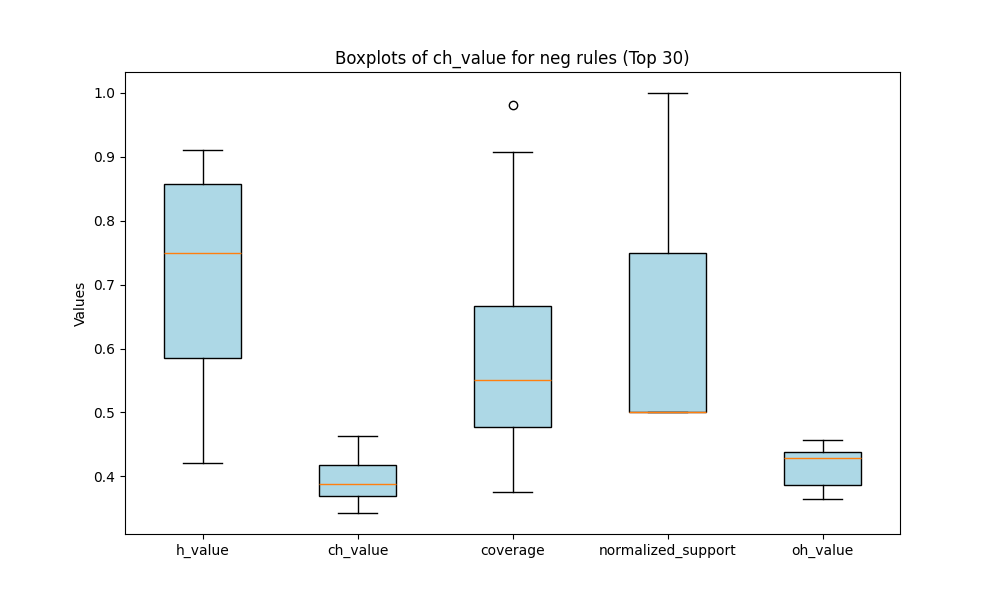 Boxplots of ch_value for neg rules (Top 30)
Values
1.0
0.9
0.8
0.7
0.6
0.5
0.4
h_value
ch_value
coverage
normalized_support
oh_value